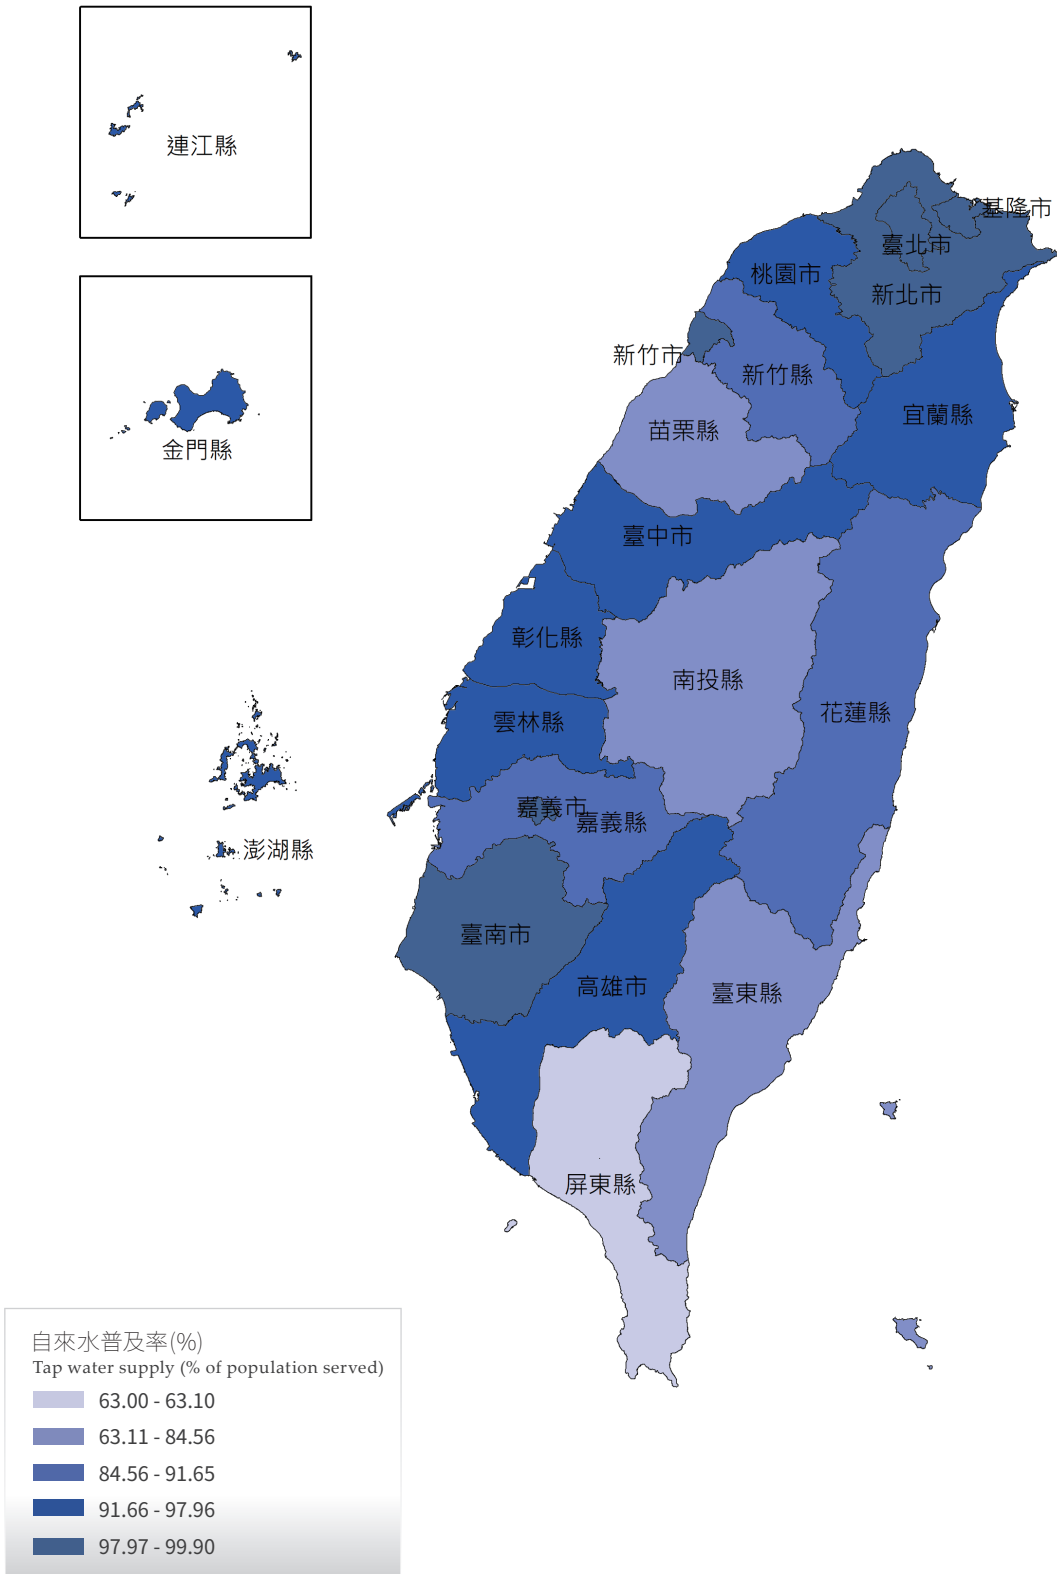 連江縣
基隆市
臺北市
桃園市
新北市
新竹市
新竹縣
宜蘭縣
苗栗縣
金門縣
臺中市
彰化縣
南投縣
花蓮縣
雲林縣
嘉義市
嘉義縣
澎湖縣
臺南市
高雄市
臺東縣
屏東縣
自來水普及率(%)
Tap water supply (% of population served)
63.00 - 63.10
63.11 - 84.56
84.56 - 91.65
91.66 - 97.96
97.97 - 99.90